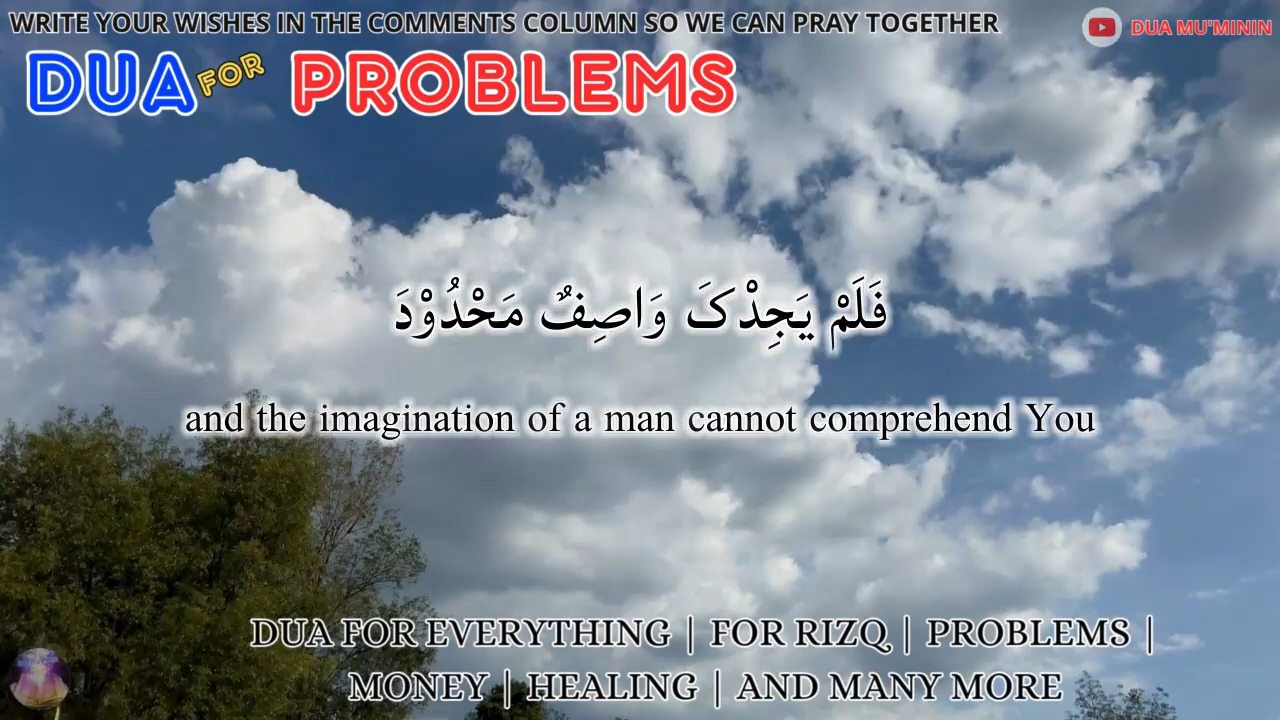 WRITE YOUR WISHES IN THE COMMENTS COLUMN SO WE CAN PRAY TOGETHER
DUA MU'MININ
DUA FOR PROBLEMS
فَلَمْ يَجِدْكَ وَاصِفٌ مَحْدُوْدَ
and the imagination of a man cannot comprehend You
DUA FOR EVERYTHING | FOR RIZQ | PROBLEMS |
MONEY | HEALING | AND MANY MORE